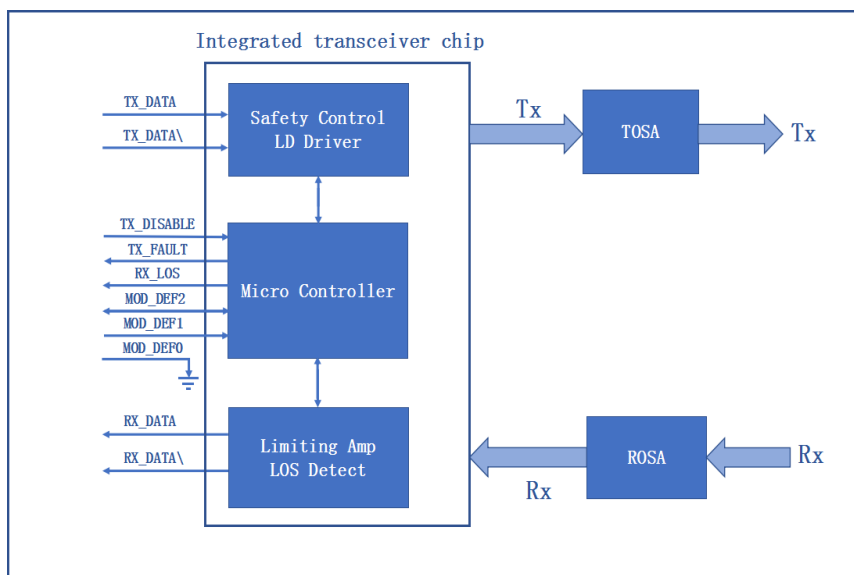 Integrated transceiver chip
TX_DATA
TX_DATA\
Safety Control
LD Driver
Tx
TOSA
Tx
TX_DISABLE
TX_FAULT
RX_LOS
MOD_DEF2
MOD_DEF1
MOD_DEF0
Micro Controller
RX_DATA
RX_DATA\
Limiting Amp
LOS Detect
Rx
ROSA
Rx